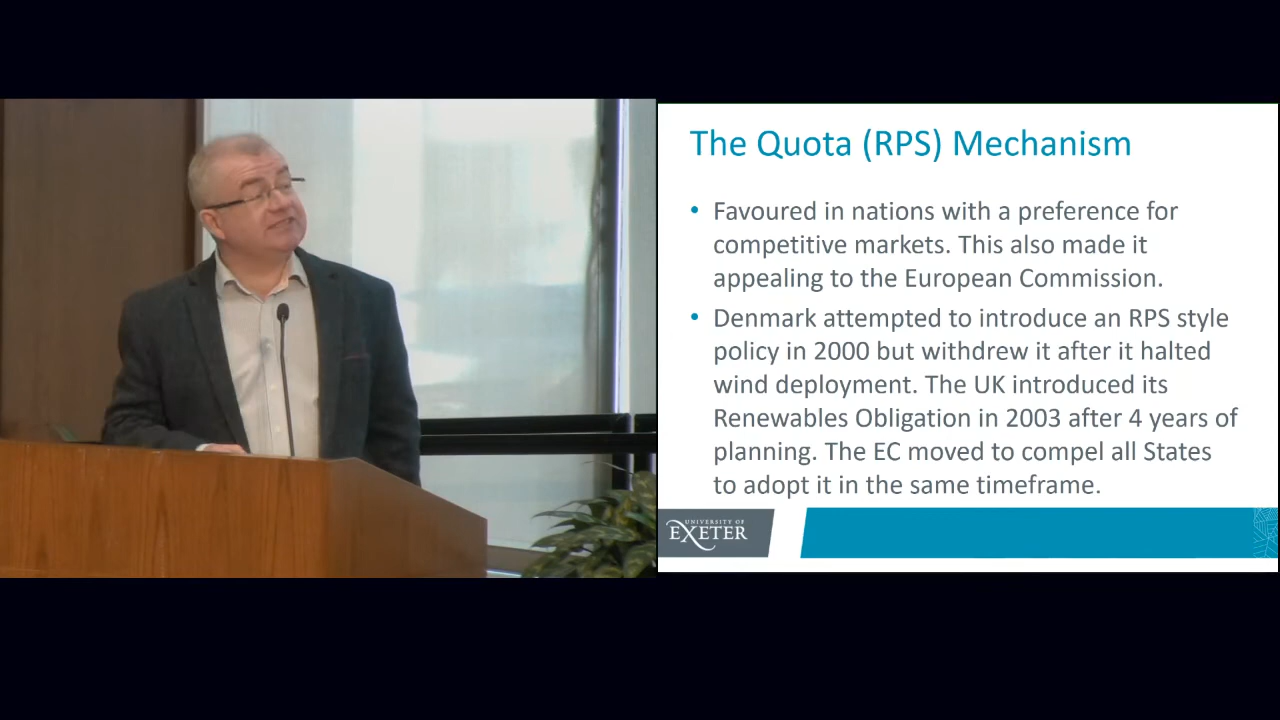 The Quota (RPS) Mechanism
• Favoured in nations with a preference for
competitive markets. This also made it
appealing to the European Commission.
• Denmark attempted to introduce an RPS style
policy in 2000 but withdrew it after it halted
wind deployment. The UK introduced its
Renewables Obligation in 2003 after 4 years of
planning. The EC moved to compel all States
to adopt it in the same timeframe.
UNIVERSITY OF
EXETER